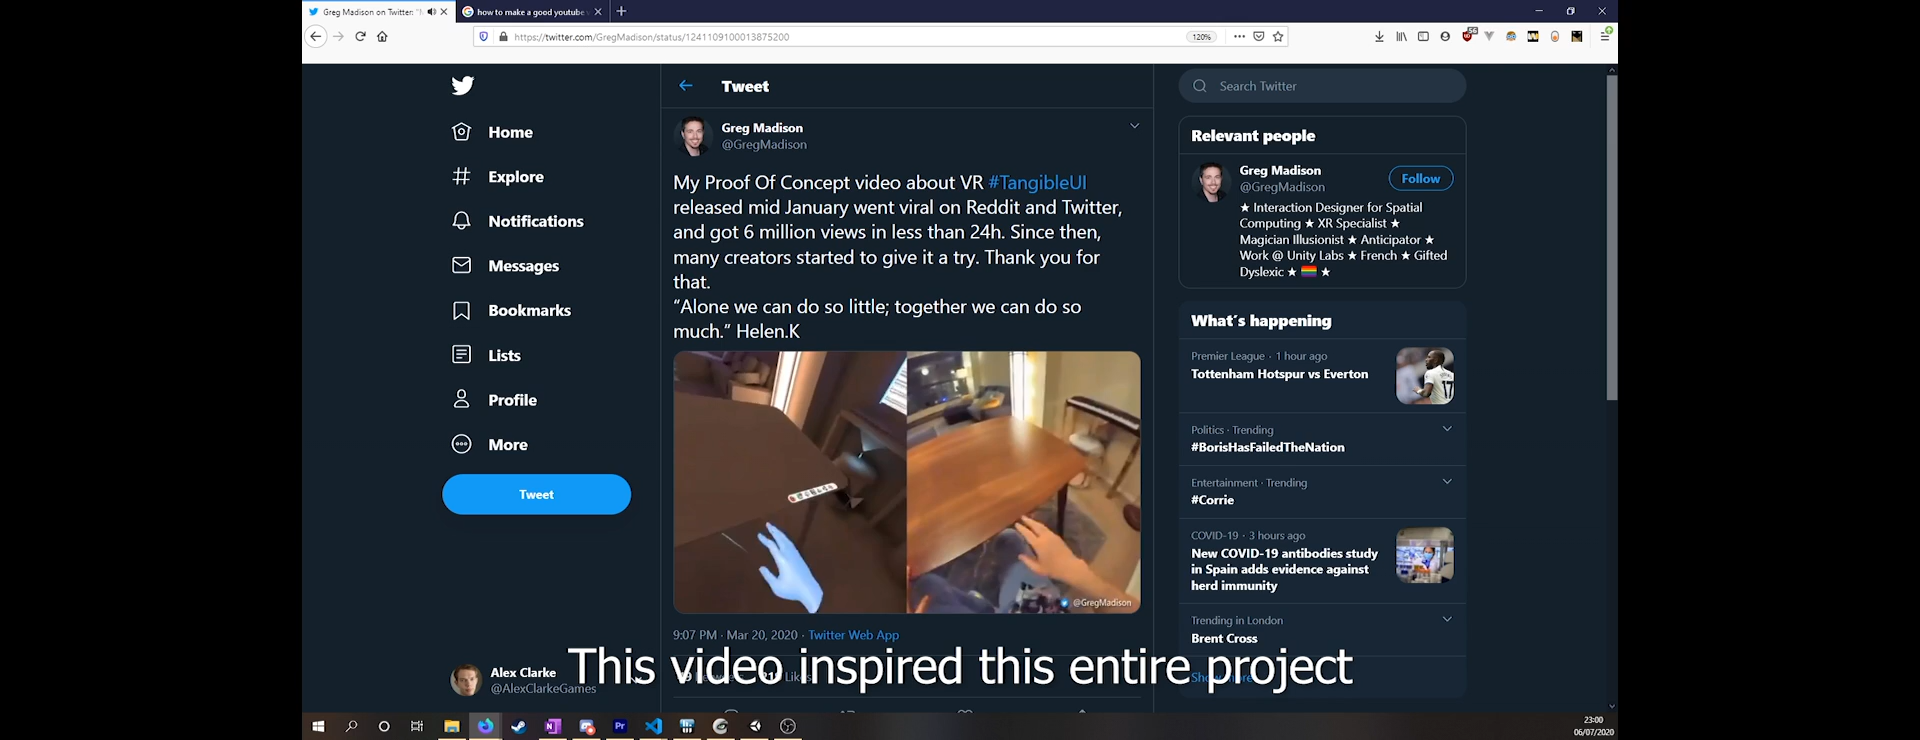 Greg Madison on Twitter: "M
how to make a good youtube v
https://twitter.com/GregMadison/status/1241109100013875200
120%
Home
Explore
Notifications
Messages
Bookmarks
Lists
Profile
More
Tweet
Alex Clarke
@AlexClarkeGames
Tweet
Greg Madison
@GregMadison
My Proof Of Concept video about VR #TangibleUI
released mid January went viral on Reddit and Twitter,
and got 6 million views in less than 24h. Since then,
many creators started to give it a try. Thank you for
that.
“Alone we can do so little; together we can do so
much.” Helen.K
@GregMadison
9:07 PM · Mar 20, 2020 · Twitter Web App
This video inspired this entire project
Search Twitter
Relevant people
Greg Madison
@GregMadison
Follow
★ Interaction Designer for Spatial
Computing ★ XR Specialist ★
Magician Illusionist ★ Anticipator ★
Work @ Unity Labs ★ French ★ Gifted
Dyslexic ★ 🏳️‍🌈 ★
What's happening
Premier League · 1 hour ago
Tottenham Hotspur vs Everton
17
Politics · Trending
#BorisHasFailedTheNation
Entertainment · Trending
#Corrie
COVID-19 · 3 hours ago
New COVID-19 antibodies study
in Spain adds evidence against
herd immunity
Trending in London
Brent Cross
Show more
Pr
23:00
06/07/2020